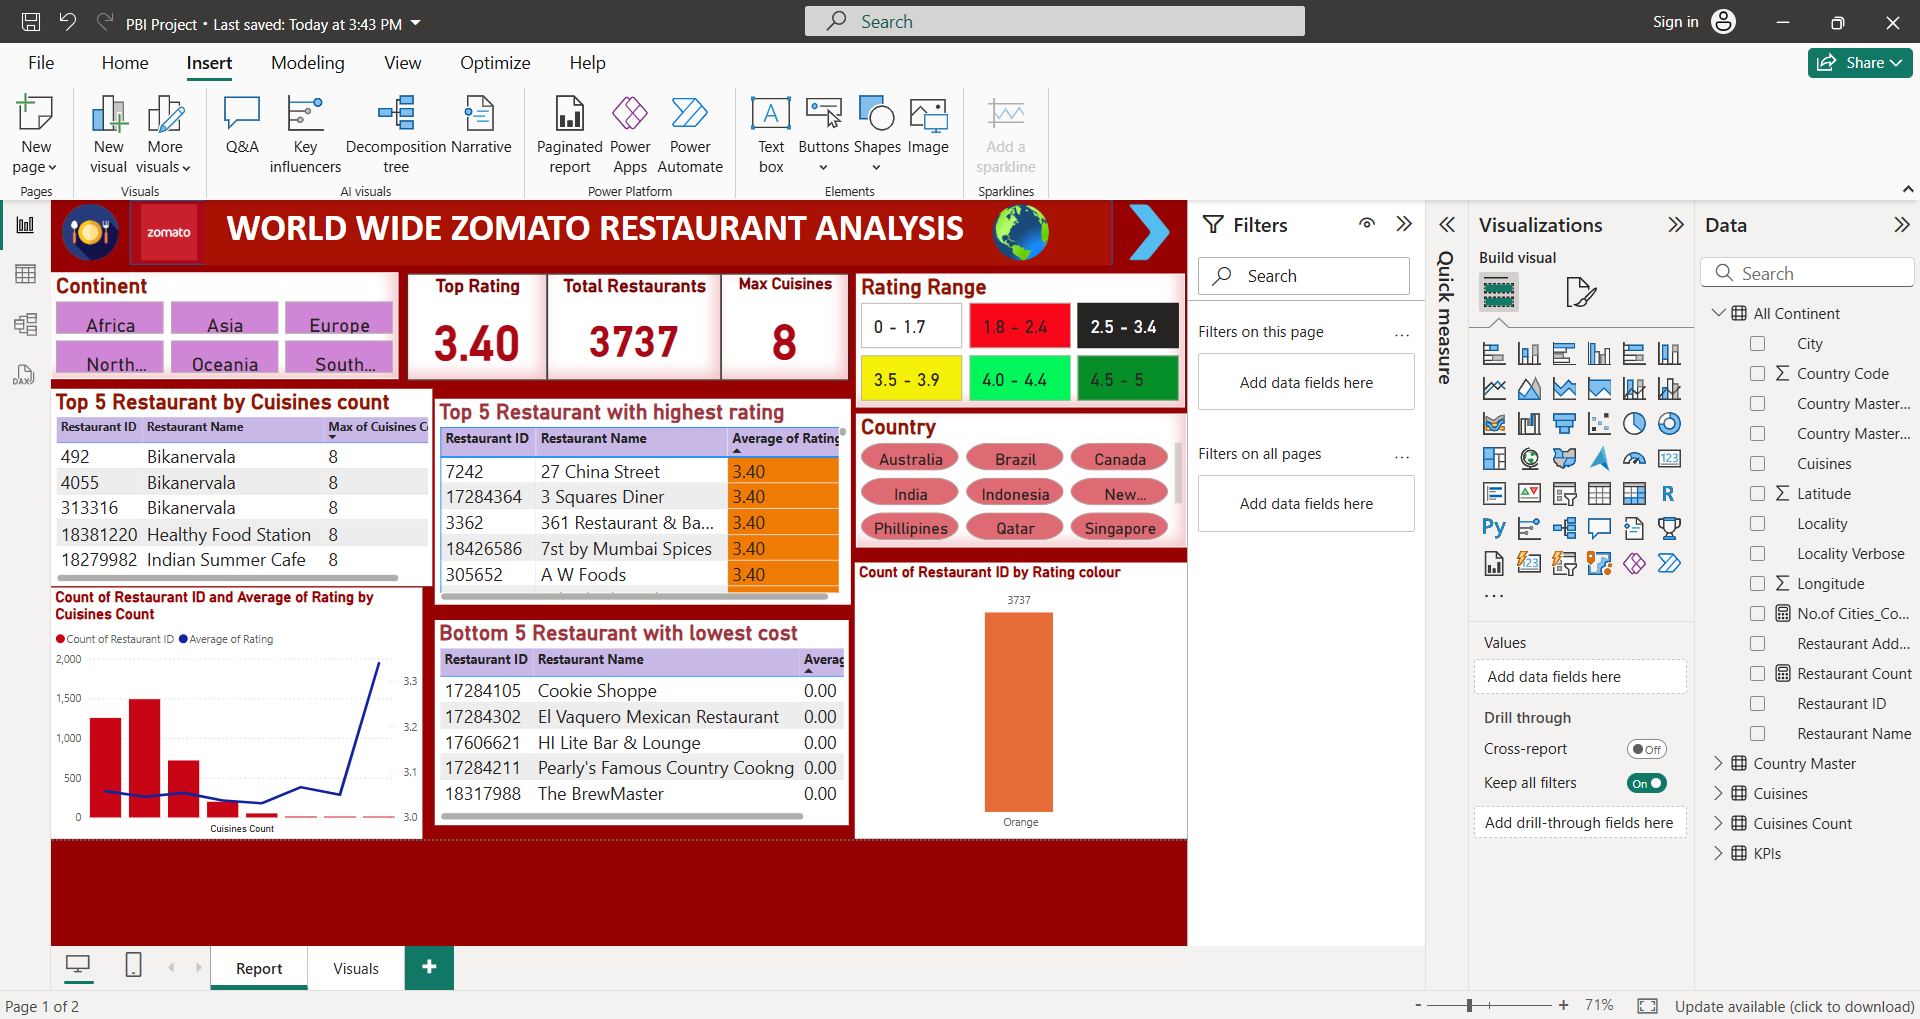 PBI Project • Last saved: Today at 3:43 PM
Search
Sign in
File Home Insert Modeling View Optimize Help
Share
New page
New visual
More visuals
Q&A
Key influencers
Decomposition tree
Narrative
Paginated report
Power Apps
Power Automate
Text box
Buttons
Shapes
Image
Add a sparkline
Pages
Visuals
AI visuals
Power Platform
Elements
Sparklines
zomato
WORLD WIDE ZOMATO RESTAURANT ANALYSIS
Continent
Africa Asia Europe
North... Oceania South...
Top Rating
3.40
Total Restaurants
3737
Max Cuisines
8
Rating Range
0 - 1.7 1.8 - 2.4 2.5 - 3.4
3.5 - 3.9 4.0 - 4.4 4.5 - 5
Top 5 Restaurant by Cuisines count
Restaurant ID Restaurant Name Max of Cuisines C
492 Bikanervala 8
4055 Bikanervala 8
313316 Bikanervala 8
18381220 Healthy Food Station 8
18279982 Indian Summer Cafe 8
Top 5 Restaurant with highest rating
Restaurant ID Restaurant Name Average of Rating
7242 27 China Street 3.40
17284364 3 Squares Diner 3.40
3362 361 Restaurant & Ba... 3.40
18426586 7st by Mumbai Spices 3.40
305652 A W Foods 3.40
Country
Australia Brazil Canada
India Indonesia New...
Phillipines Qatar Singapore
Count of Restaurant ID and Average of Rating by
Cuisines Count
Count of Restaurant ID Average of Rating
2,000
1,500
1,000
500
0
3.3
3.2
3.1
3.0
Cuisines Count
Bottom 5 Restaurant with lowest cost
Restaurant ID Restaurant Name Averag
17284105 Cookie Shoppe 0.00
17284302 El Vaquero Mexican Restaurant 0.00
17606621 HI Lite Bar & Lounge 0.00
17284211 Pearly's Famous Country Cookng 0.00
18317988 The BrewMaster 0.00
Count of Restaurant ID by Rating colour
3737
Orange
Filters
Search
Filters on this page
...
Add data fields here
Filters on all pages
...
Add data fields here
Quick measure
Visualizations
Build visual
123
R
Py
123
...
Values
Add data fields here
Drill through
Cross-report Off
Keep all filters On
Add drill-through fields here
Data
Search
All Continent
City
Country Code
Country Master...
Country Master...
Cuisines
Latitude
Locality
Locality Verbose
Longitude
No.of Cities_Co...
Restaurant Add...
Restaurant Count
Restaurant ID
Restaurant Name
Country Master
Cuisines
Cuisines Count
KPIs
DAX
Report Visuals +
Page 1 of 2
- + 71%
Update available (click to download)